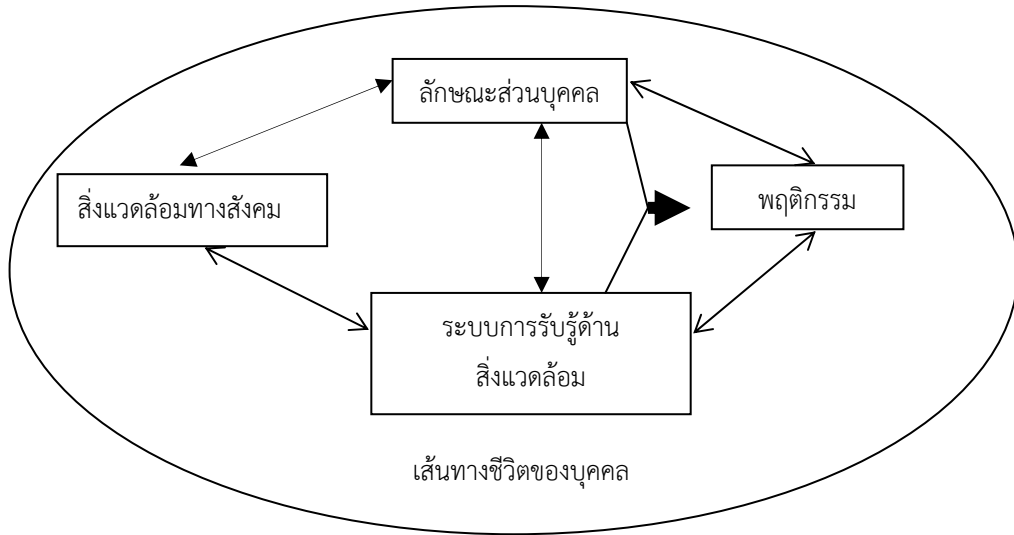 ลักษณะส่วนบุคคล
สิ่งแวดล้อมทางสังคม
พฤติกรรม
ระบบการรับรู้ด้าน
สิ่งแวดล้อม
เส้นทางชีวิตของบุคคล